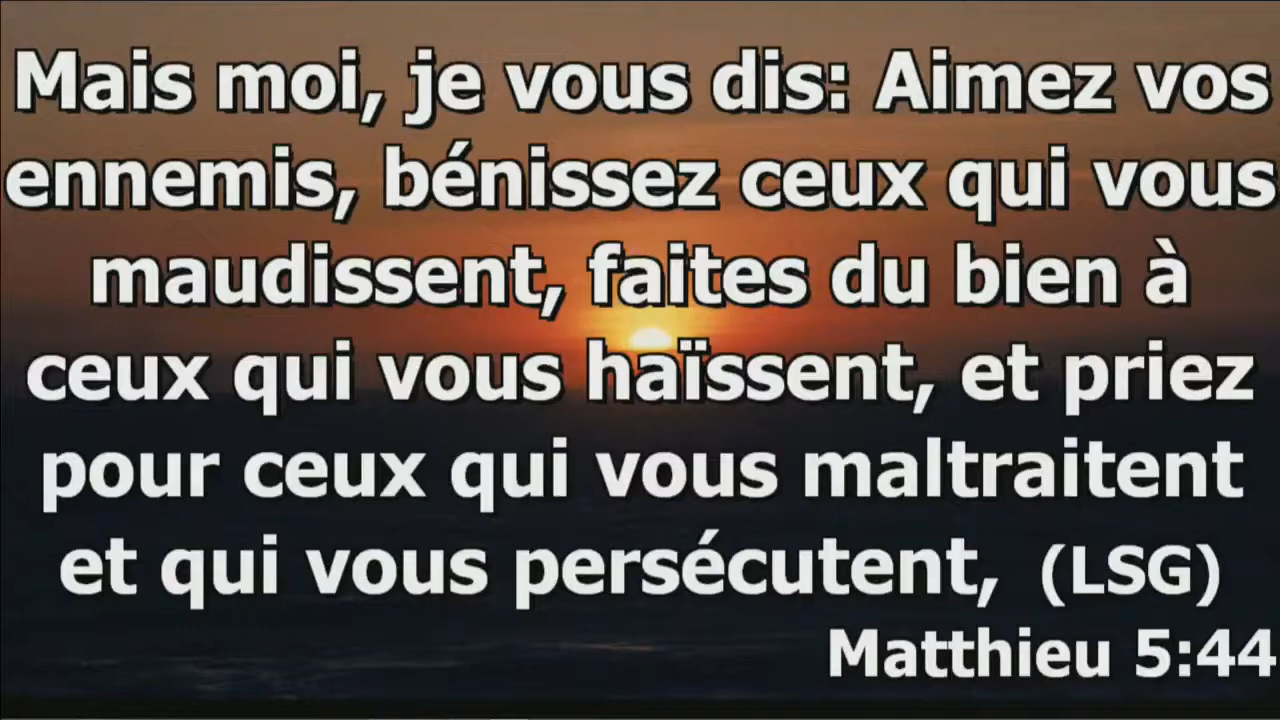 Mais moi, je vous dis: Aimez vos
ennemis, bénissez ceux qui vous
maudissent, faites du bien à
ceux qui vous haïssent, et priez
pour ceux qui vous maltraitent
et qui vous persécutent, (LSG)
Matthieu 5:44